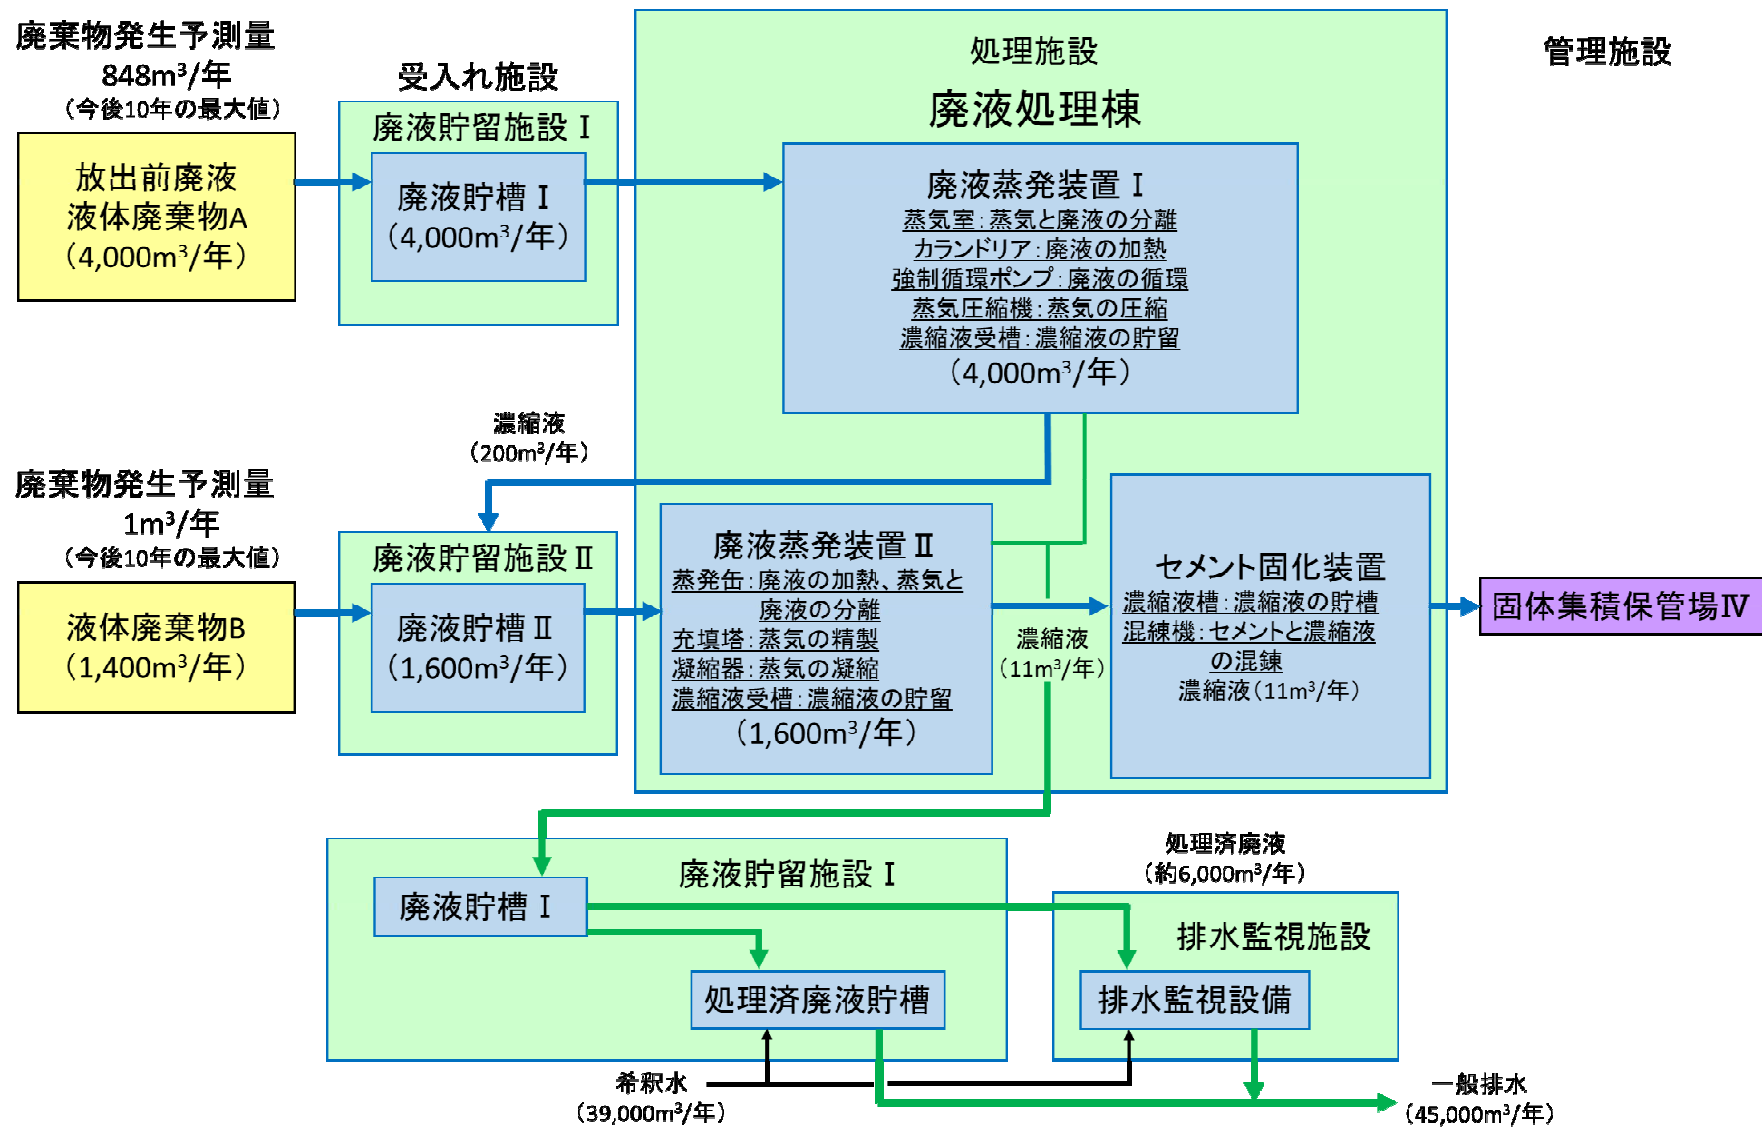 廃棄物発生予測量
848m³/年
（今後10年の最大値）
放出前廃液
液体廃棄物A
（4,000m³/年）
受入れ施設
廃液貯留施設Ⅰ
廃液貯槽Ⅰ
（4,000m³/年）
処理施設
廃液処理棟
廃液蒸発装置Ⅰ
蒸気室：蒸気と廃液の分離
カランドリア：廃液の加熱
強制循環ポンプ：廃液の循環
蒸気圧縮機：蒸気の圧縮
濃縮液受槽：濃縮液の貯留
（4,000m³/年）
管理施設
濃縮液
（200m³/年）
廃棄物発生予測量
1m³/年
（今後10年の最大値）
液体廃棄物B
（1,400m³/年）
廃液貯留施設Ⅱ
廃液貯槽Ⅱ
（1,600m³/年）
廃液蒸発装置Ⅱ
蒸発缶：廃液の加熱、蒸気と
廃液の分離
充填塔：蒸気の精製
凝縮器：蒸気の凝縮
濃縮液受槽：濃縮液の貯留
（1,600m³/年）
濃縮液
（11m³/年）
セメント固化装置
濃縮液槽：濃縮液の貯槽
混練機：セメントと濃縮液
の混錬
濃縮液（11m³/年）
固体集積保管場Ⅳ
廃液貯留施設Ⅰ
廃液貯槽Ⅰ
処理済廃液貯槽
処理済廃液
（約6,000m³/年）
排水監視施設
排水監視設備
希釈水
（39,000m³/年）
一般排水
（45,000m³/年）